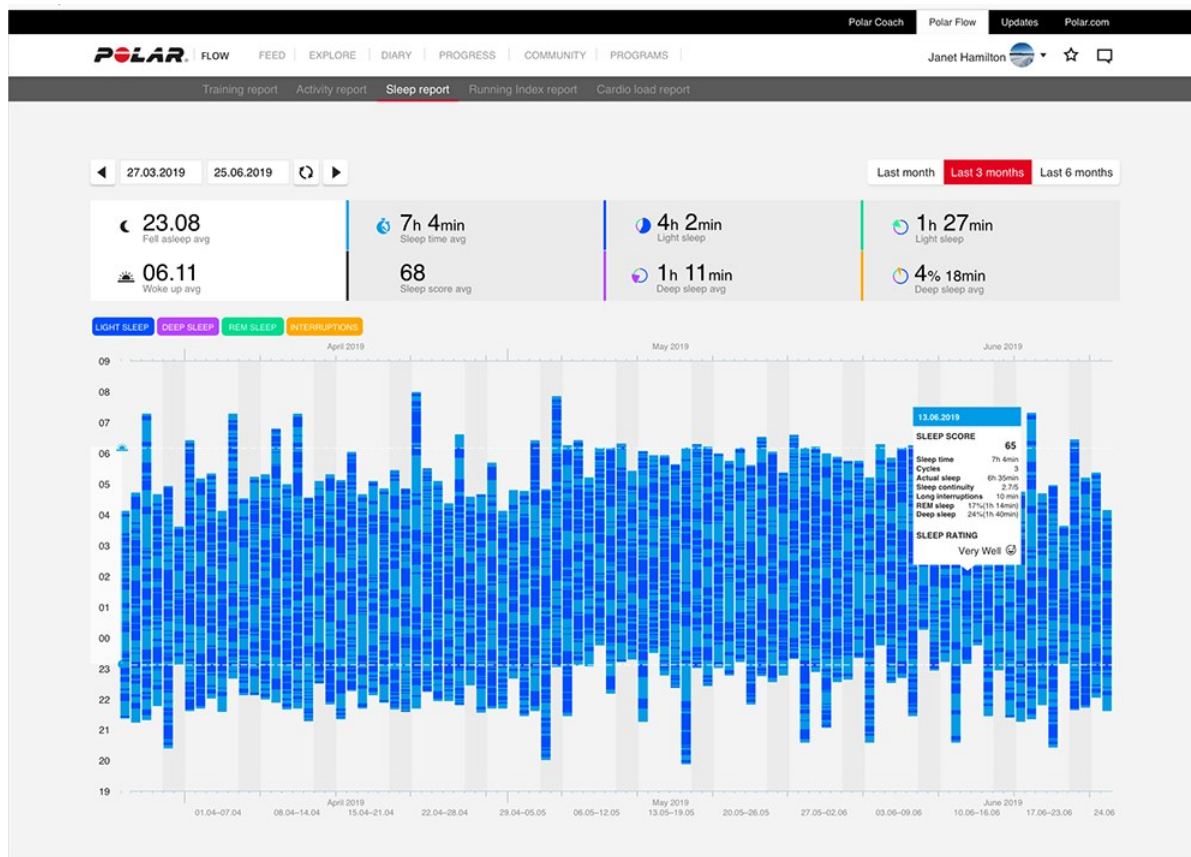 Polar Coach Polar Flow Updates Polar.com
POLAR. FLOW FEED EXPLORE DIARY PROGRESS COMMUNITY PROGRAMS Janet Hamilton
Training report Activity report Sleep report Running Index report Cardio load report
27.03.2019 25.06.2019 Last month Last 3 months Last 6 months
23.08 7h 4min 4h 2min 1h 27min
Fell asleep avg Sleep time avg Light sleep Light sleep
06.11 68 1h 11min 4% 18min
Woke up avg Sleep score avg Deep sleep avg Deep sleep avg
LIGHT SLEEP DEEP SLEEP REM SLEEP INTERRUPTIONS
April 2019 May 2019 June 2019
09
08
07
06
05
04
03
02
01
00
23
22
21
20
19
13.06.2019
SLEEP SCORE
65
Sleep time 7h 4min
Cycles 3
Actual sleep 6h 35min
Sleep continuity 2.7/5
Long interruptions 10 min
REM sleep 17%(1h 14min)
Deep sleep 24%(1h 40min)
SLEEP RATING
Very Well
April 2019 May 2019 June 2019
01.04–07.04 08.04–14.04 15.04–21.04 22.04–28.04 29.04–05.05 06.05–12.05 13.05–19.05 20.05–26.05 27.05–02.06 03.06–09.06 10.06–16.06 17.06–23.06 24.06